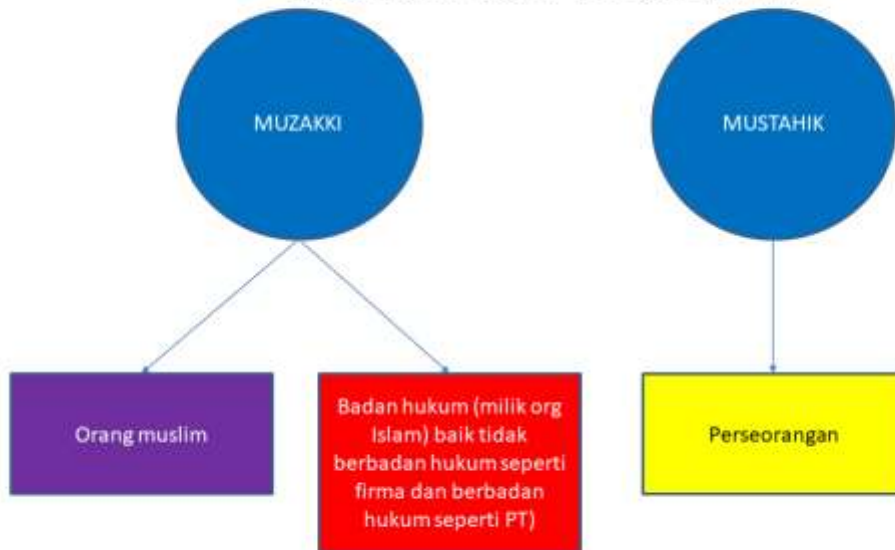 MUZAKKI
MUSTAHIK
Orang muslim
Badan hukum (milik org
Islam) baik tidak
berbadan hukum seperti
firma dan berbadan
hukum seperti PT)
Perseorangan